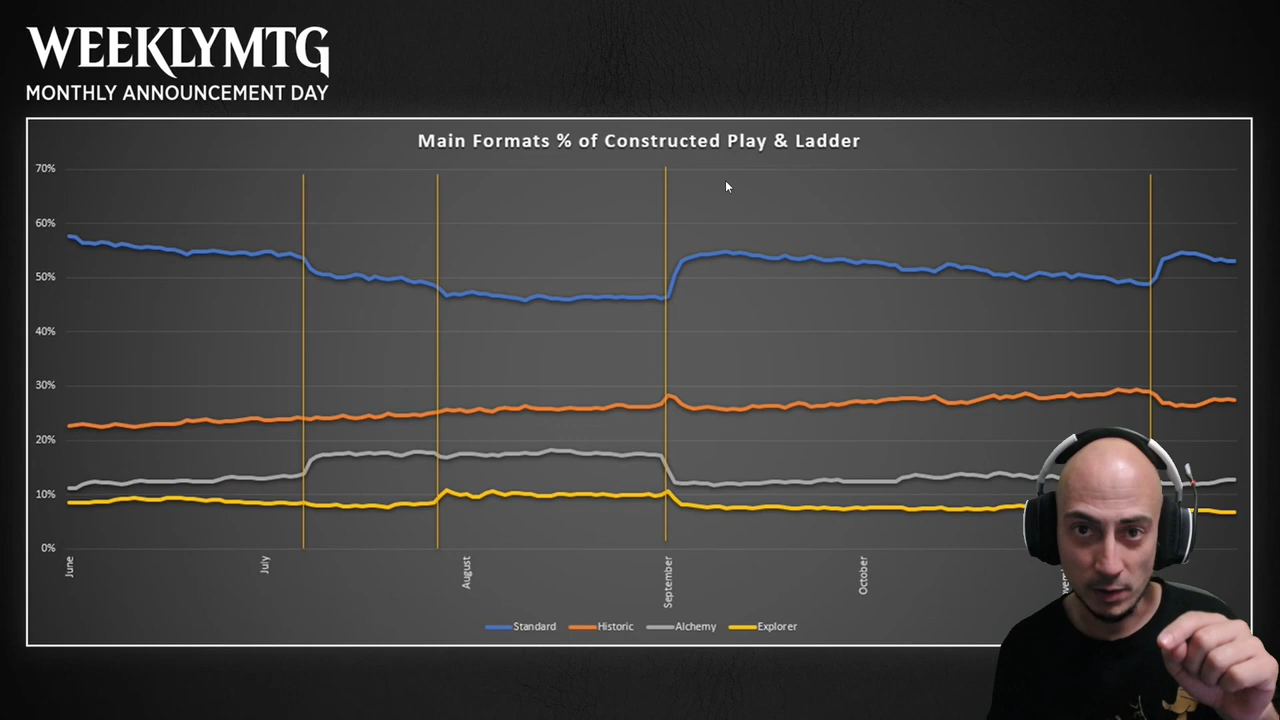 WEEKLYMTG
MONTHLY ANNOUNCEMENT DAY
Main Formats % of Constructed Play & Ladder
70%
60%
50%
40%
30%
20%
10%
0%
June
July
August
September
October
Standard
Historic
Alchemy
Explorer